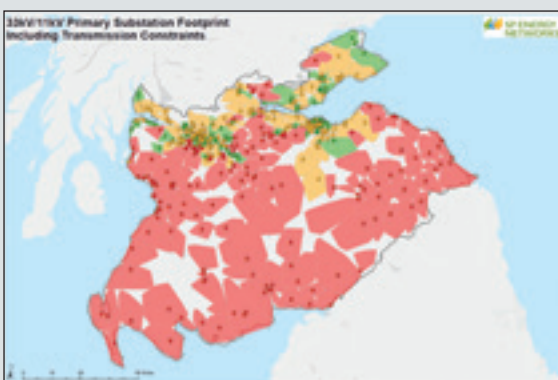 33kV/11kV Primary Substation Footprint
Including Transmission Constraints
SP ENERGY
NETWORKS